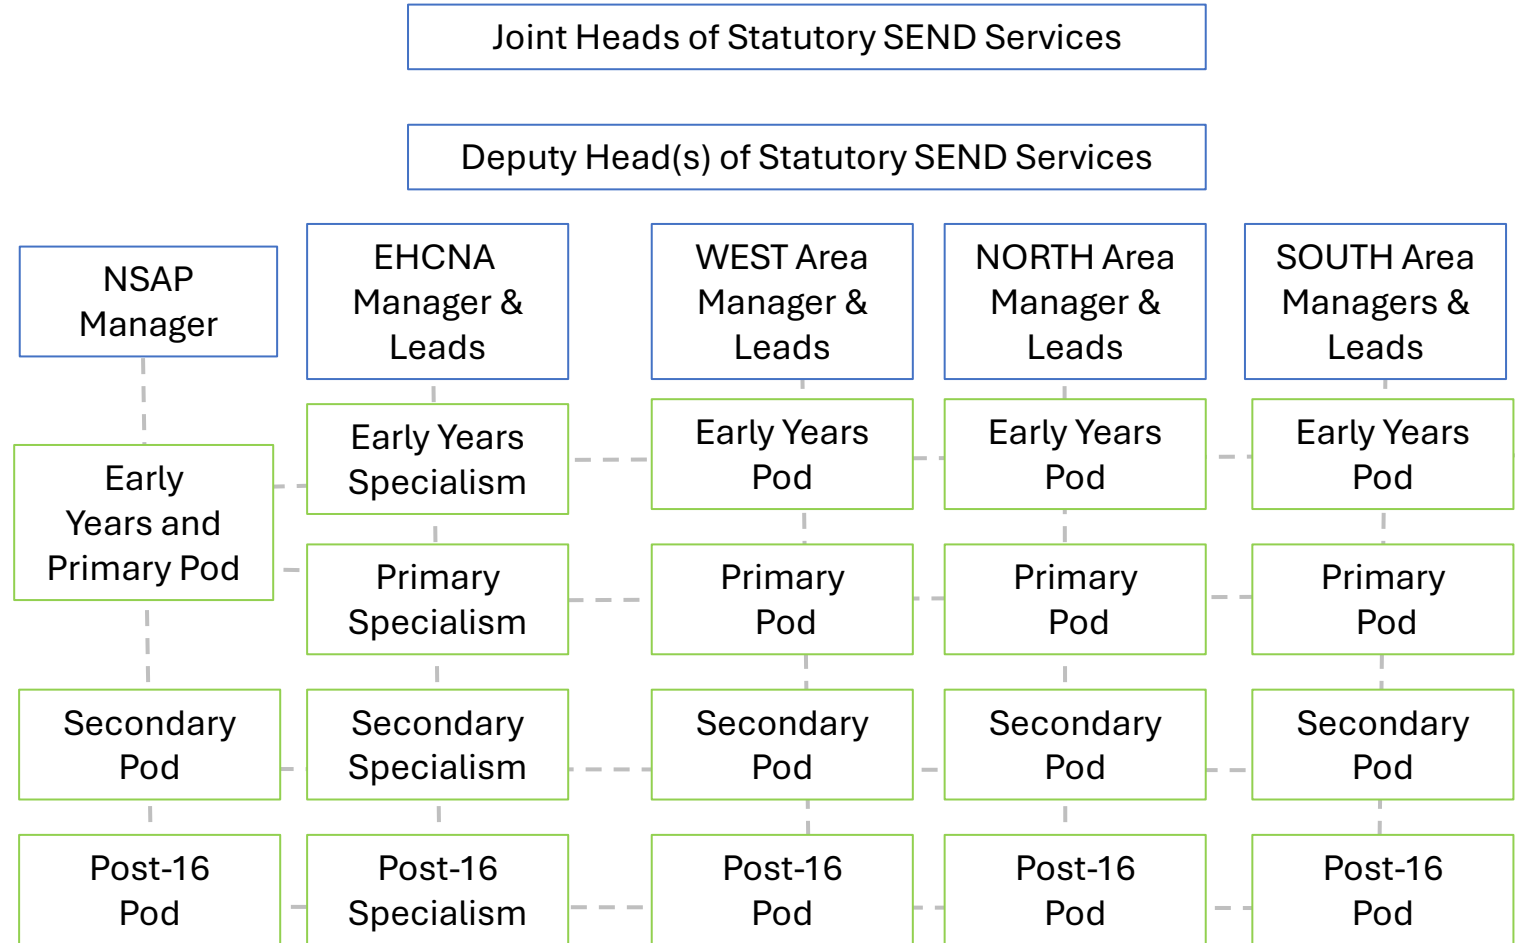 Joint Heads of Statutory SEND Services
Deputy Head(s) of Statutory SEND Services
NSAP
Manager
EHCNA
Manager &
Leads
WEST Area
Manager &
Leads
NORTH Area
Manager &
Leads
SOUTH Area
Managers &
Leads
Early
Years and
Primary Pod
Early Years
Specialism
Early Years
Pod
Early Years
Pod
Early Years
Pod
Primary
Specialism
Primary
Pod
Primary
Pod
Primary
Pod
Secondary
Pod
Secondary
Specialism
Secondary
Pod
Secondary
Pod
Secondary
Pod
Post-16
Pod
Post-16
Specialism
Post-16
Pod
Post-16
Pod
Post-16
Pod